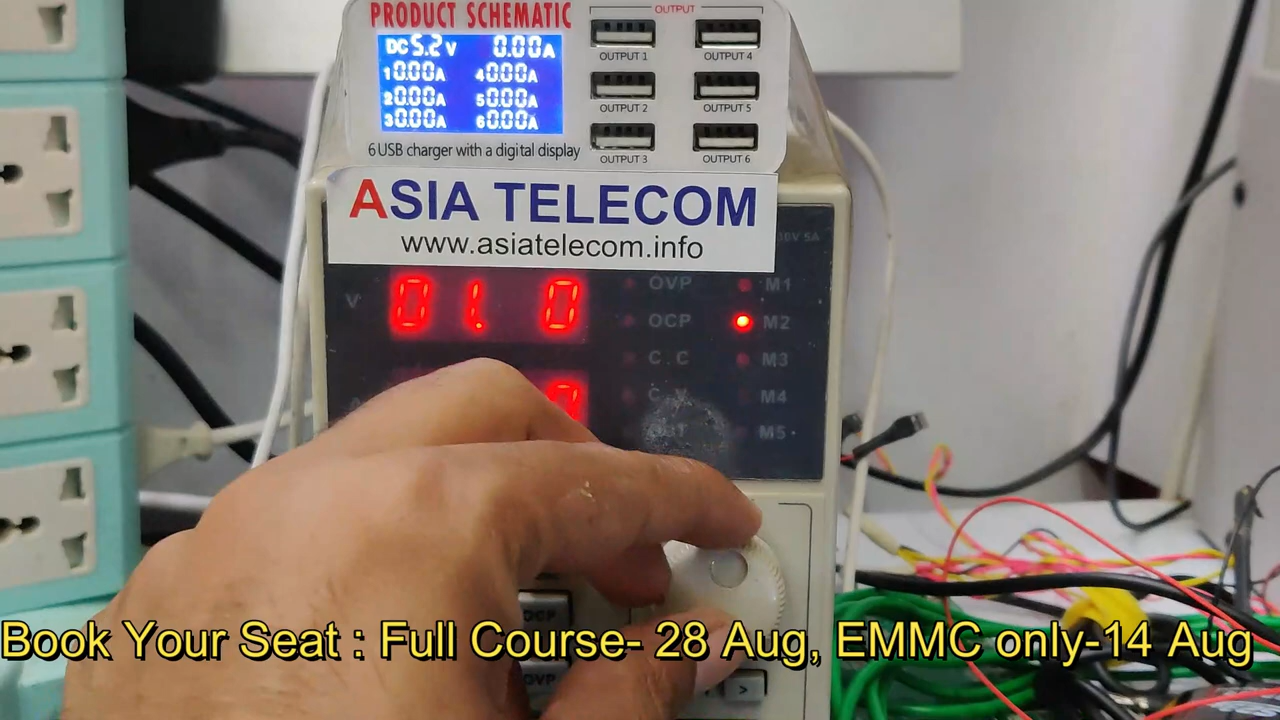 PRODUCT SCHEMATIC
DC 5.2 V 0.00A
1 0.00A 4 0.00A
2 0.00A 5 0.00A
3 0.00A 6 0.00A
6 USB charger with a digital display
OUTPUT
OUTPUT 1 OUTPUT 4
OUTPUT 2 OUTPUT 5
OUTPUT 3 OUTPUT 6
ASIA TELECOM
www.asiatelecom.info
30V 5A
V 01.0
OVP M1
OCP M2
C.C M3
C.V M4
M5
OCP
OVP >
Book Your Seat : Full Course- 28 Aug, EMMC only-14 Aug